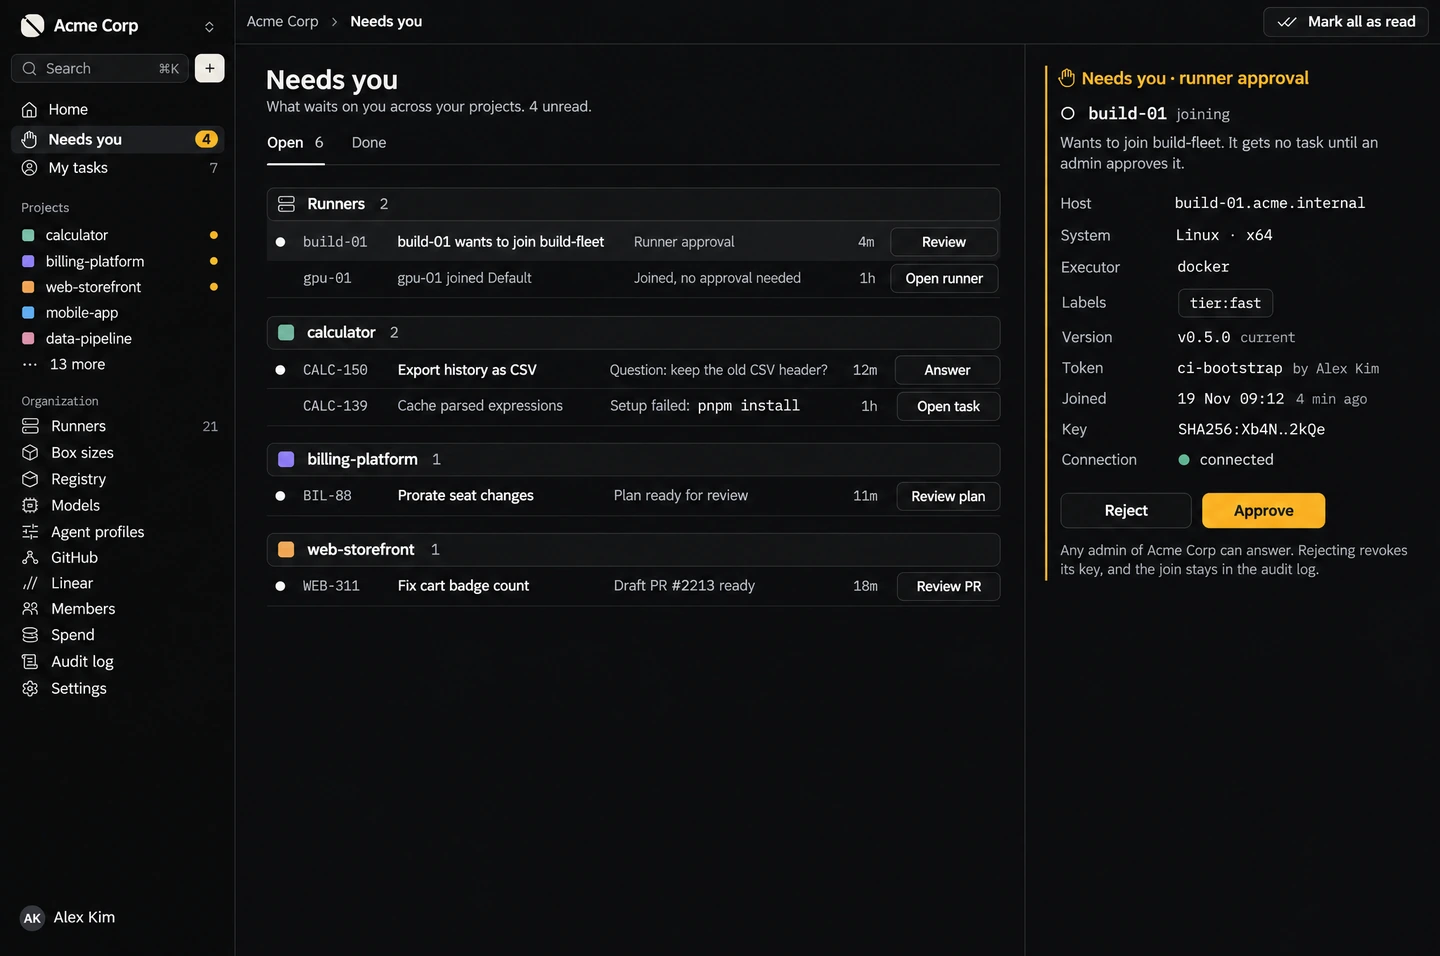 Acme Corp
Search ⌘K +
Home
Needs you 4
My tasks 7
Projects
calculator
billing-platform
web-storefront
mobile-app
data-pipeline
··· 13 more
Organization
Runners 21
Box sizes
Registry
Models
Agent profiles
GitHub
Linear
Members
Spend
Audit log
Settings
AK Alex Kim
Acme Corp > Needs you
Mark all as read
Needs you
What waits on you across your projects. 4 unread.
Open 6 Done
Runners 2
build-01 build-01 wants to join build-fleet Runner approval 4m Review
gpu-01 gpu-01 joined Default Joined, no approval needed 1h Open runner
calculator 2
CALC-150 Export history as CSV Question: keep the old CSV header? 12m Answer
CALC-139 Cache parsed expressions Setup failed: pnpm install 1h Open task
billing-platform 1
BIL-88 Prorate seat changes Plan ready for review 11m Review plan
web-storefront 1
WEB-311 Fix cart badge count Draft PR #2213 ready 18m Review PR
Needs you · runner approval
build-01 joining
Wants to join build-fleet. It gets no task until an
admin approves it.
Host build-01.acme.internal
System Linux · x64
Executor docker
Labels tier:fast
Version v0.5.0 current
Token ci-bootstrap by Alex Kim
Joined 19 Nov 09:12 4 min ago
Key SHA256:Xb4N..2kQe
Connection connected
Reject Approve
Any admin of Acme Corp can answer. Rejecting revokes
its key, and the join stays in the audit log.